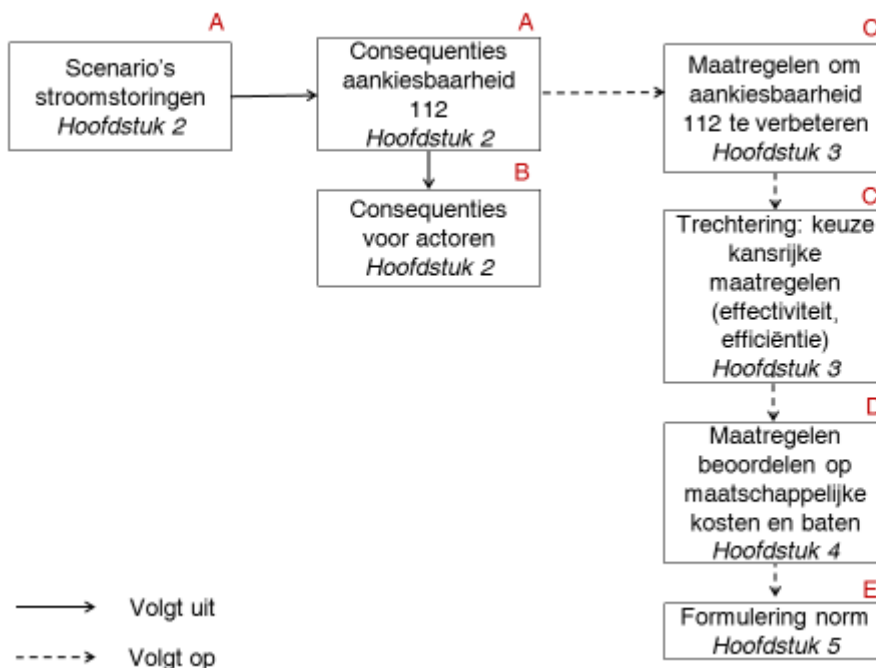 A
Scenario's
stroomstoringen
Hoofdstuk 2
A
Consequenties
aankiesbaarheid
112
Hoofdstuk 2
B
Consequenties
voor actoren
Hoofdstuk 2
C
Maatregelen om
aankiesbaarheid
112 te verbeteren
Hoofdstuk 3
C
Trechtering: keuze
kansrijke
maatregelen
(effectiviteit,
efficiëntie)
Hoofdstuk 3
D
Maatregelen
beoordelen op
maatschappelijke
kosten en baten
Hoofdstuk 4
E
Formulering norm
Hoofdstuk 5
Volgt uit
Volgt op